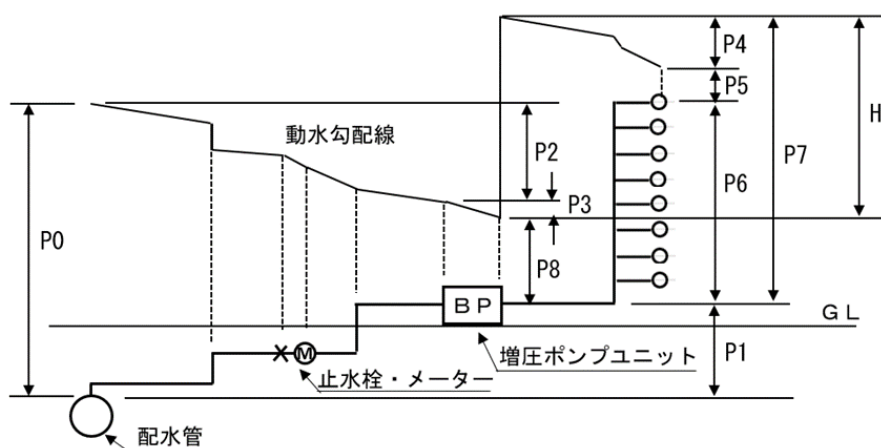 P4
P5
H
動水勾配線
P2
P7
P6
P3
P0
P8
BP
GL
P1
M
増圧ポンプユニット
止水栓・メーター
配水管